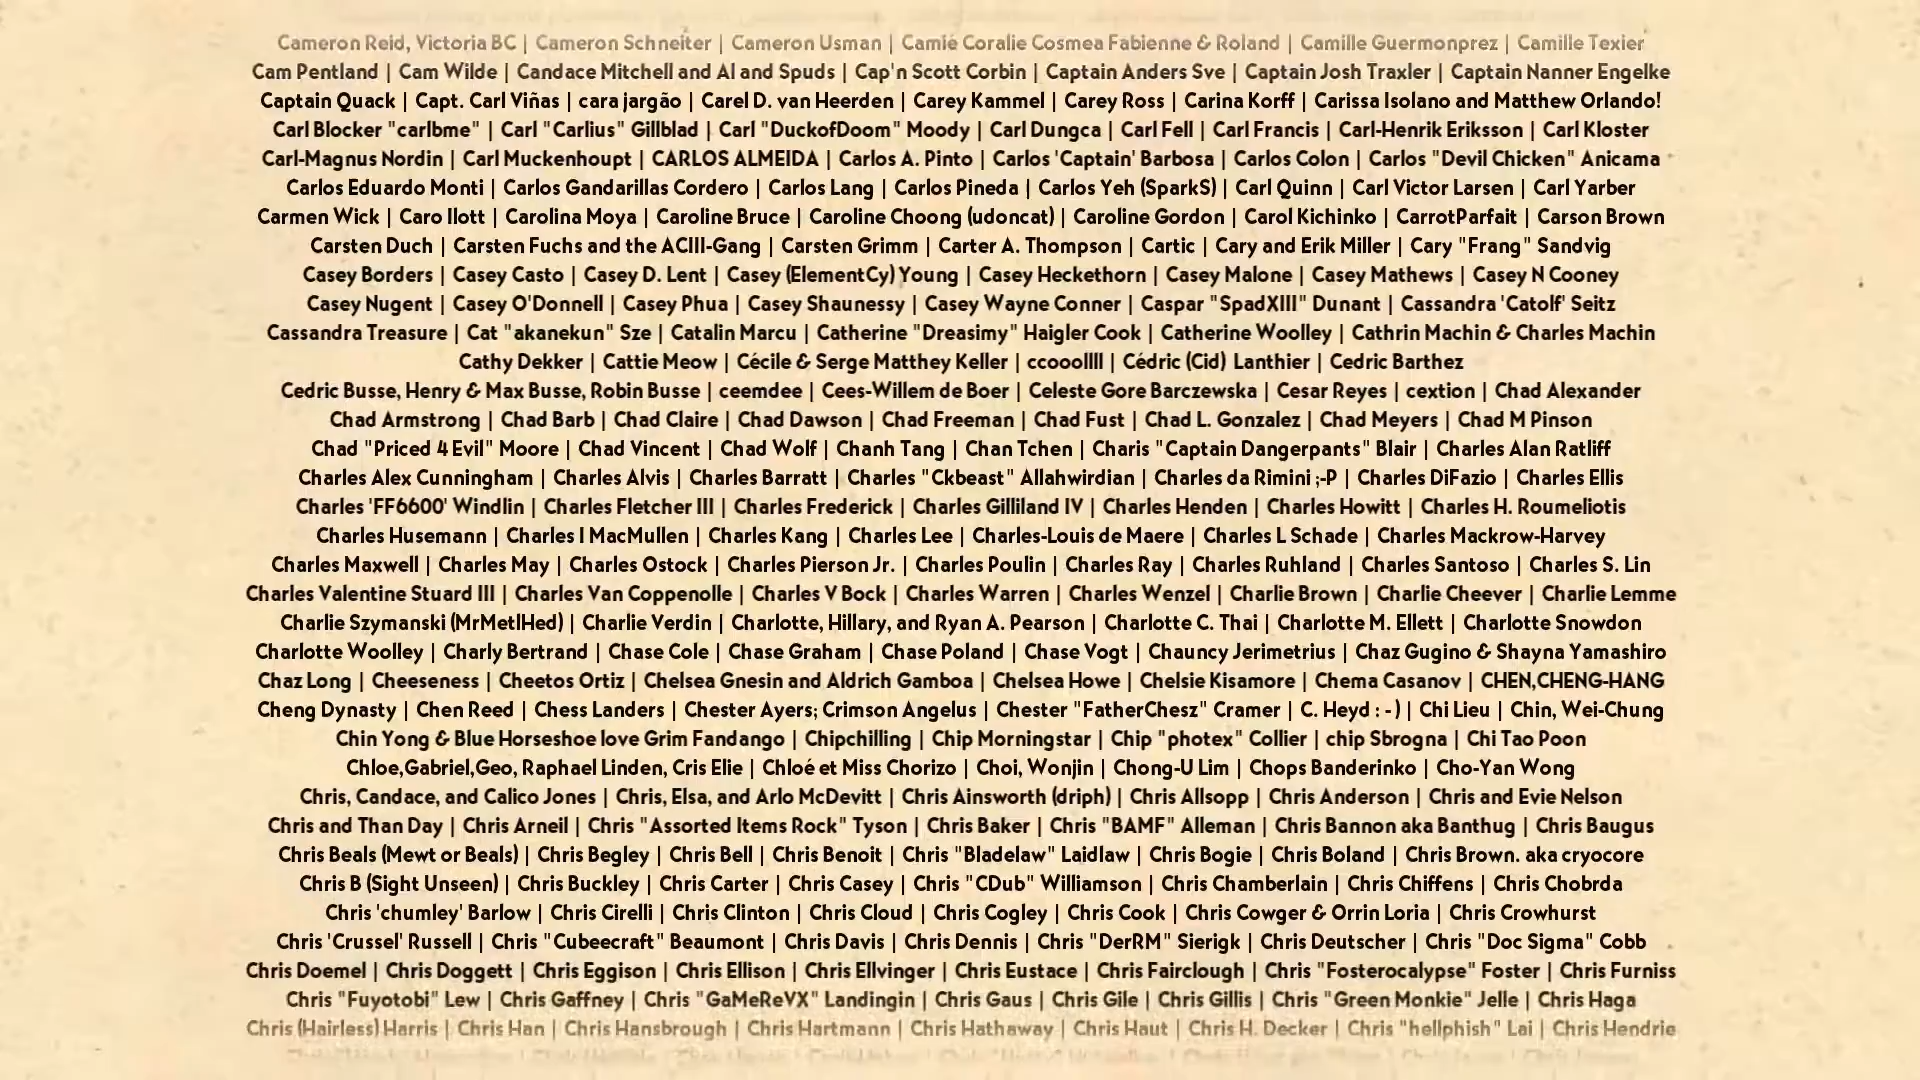 Cameron Reid, Victoria BC | Cameron Schneiter | Cameron Usman | Camie Coralie Cosmea Fabienne & Roland | Camille Guermonprez | Camille Texier
Cam Pentland | Cam Wilde | Candace Mitchell and Al and Spuds | Cap'n Scott Corbin | Captain Anders Sve | Captain Josh Traxler | Captain Nanner Engelke
Captain Quack | Capt. Carl Viñas | cara jargão | Carel D. van Heerden | Carey Kammel | Carey Ross | Carina Korff | Carissa Isolano and Matthew Orlando!
Carl Blocker "carlbme" | Carl "Carlius" Gillblad | Carl "DuckofDoom" Moody | Carl Dungca | Carl Fell | Carl Francis | Carl-Henrik Eriksson | Carl Kloster
Carl-Magnus Nordin | Carl Muckenhoupt | CARLOS ALMEIDA | Carlos A. Pinto | Carlos 'Captain' Barbosa | Carlos Colon | Carlos "Devil Chicken" Anicama
Carlos Eduardo Monti | Carlos Gandarillas Cordero | Carlos Lang | Carlos Pineda | Carlos Yeh (SparkS) | Carl Quinn | Carl Victor Larsen | Carl Yarber
Carmen Wick | Caro Ilott | Carolina Moya | Caroline Bruce | Caroline Choong (udoncat) | Caroline Gordon | Carol Kichinko | CarrotParfait | Carson Brown
Carsten Duch | Carsten Fuchs and the ACIII-Gang | Carsten Grimm | Carter A. Thompson | Cartic | Cary and Erik Miller | Cary "Frang" Sandvig
Casey Borders | Casey Casto | Casey D. Lent | Casey (ElementCy) Young | Casey Heckethorn | Casey Malone | Casey Mathews | Casey N Cooney
Casey Nugent | Casey O'Donnell | Casey Phua | Casey Shaunessy | Casey Wayne Conner | Caspar "SpadXIII" Dunant | Cassandra 'Catolf' Seitz
Cassandra Treasure | Cat "akanekun" Sze | Catalin Marcu | Catherine "Dreasimy" Haigler Cook | Catherine Woolley | Cathrin Machin & Charles Machin
Cathy Dekker | Cattie Meow | Cécile & Serge Matthey Keller | ccooollll | Cédric (Cid) Lanthier | Cedric Barthez
Cedric Busse, Henry & Max Busse, Robin Busse | ceemdee | Cees-Willem de Boer | Celeste Gore Barczewska | Cesar Reyes | cextion | Chad Alexander
Chad Armstrong | Chad Barb | Chad Claire | Chad Dawson | Chad Freeman | Chad Fust | Chad L. Gonzalez | Chad Meyers | Chad M Pinson
Chad "Priced 4 Evil" Moore | Chad Vincent | Chad Wolf | Chanh Tang | Chan Tchen | Charis "Captain Dangerpants" Blair | Charles Alan Ratliff
Charles Alex Cunningham | Charles Alvis | Charles Barratt | Charles "Ckbeast" Allahwirdian | Charles da Rimini ;-P | Charles DiFazio | Charles Ellis
Charles 'FF6600' Windlin | Charles Fletcher III | Charles Frederick | Charles Gilliland IV | Charles Henden | Charles Howitt | Charles H. Roumeliotis
Charles Husemann | Charles I MacMullen | Charles Kang | Charles Lee | Charles-Louis de Maere | Charles L Schade | Charles Mackrow-Harvey
Charles Maxwell | Charles May | Charles Ostock | Charles Pierson Jr. | Charles Poulin | Charles Ray | Charles Ruhland | Charles Santoso | Charles S. Lin
Charles Valentine Stuard III | Charles Van Coppenolle | Charles V Bock | Charles Warren | Charles Wenzel | Charlie Brown | Charlie Cheever | Charlie Lemme
Charlie Szymanski (MrMetlHed) | Charlie Verdin | Charlotte, Hillary, and Ryan A. Pearson | Charlotte C. Thai | Charlotte M. Ellett | Charlotte Snowdon
Charlotte Woolley | Charly Bertrand | Chase Cole | Chase Graham | Chase Poland | Chase Vogt | Chauncy Jerimetrius | Chaz Gugino & Shayna Yamashiro
Chaz Long | Cheeseness | Cheetos Ortiz | Chelsea Gnesin and Aldrich Gamboa | Chelsea Howe | Chelsie Kisamore | Chema Casanov | CHEN,CHENG-HANG
Cheng Dynasty | Chen Reed | Chess Landers | Chester Ayers; Crimson Angelus | Chester "FatherChesz" Cramer | C. Heyd : - ) | Chi Lieu | Chin, Wei-Chung
Chin Yong & Blue Horseshoe love Grim Fandango | Chipchilling | Chip Morningstar | Chip "photex" Collier | chip Sbrogna | Chi Tao Poon
Chloe,Gabriel,Geo, Raphael Linden, Cris Elie | Chloé et Miss Chorizo | Choi, Wonjin | Chong-U Lim | Chops Banderinko | Cho-Yan Wong
Chris, Candace, and Calico Jones | Chris, Elsa, and Arlo McDevitt | Chris Ainsworth (driph) | Chris Allsopp | Chris Anderson | Chris and Evie Nelson
Chris and Than Day | Chris Arneil | Chris "Assorted Items Rock" Tyson | Chris Baker | Chris "BAMF" Alleman | Chris Bannon aka Banthug | Chris Baugus
Chris Beals (Mewt or Beals) | Chris Begley | Chris Bell | Chris Benoit | Chris "Bladelaw" Laidlaw | Chris Bogie | Chris Boland | Chris Brown. aka cryocore
Chris B (Sight Unseen) | Chris Buckley | Chris Carter | Chris Casey | Chris "CDub" Williamson | Chris Chamberlain | Chris Chiffens | Chris Chobrda
Chris 'chumley' Barlow | Chris Cirelli | Chris Clinton | Chris Cloud | Chris Cogley | Chris Cook | Chris Cowger & Orrin Loria | Chris Crowhurst
Chris 'Crussel' Russell | Chris "Cubeecraft" Beaumont | Chris Davis | Chris Dennis | Chris "DerRM" Sierigk | Chris Deutscher | Chris "Doc Sigma" Cobb
Chris Doemel | Chris Doggett | Chris Eggison | Chris Ellison | Chris Ellvinger | Chris Eustace | Chris Fairclough | Chris "Fosterocalypse" Foster | Chris Furniss
Chris "Fuyotobi" Lew | Chris Gaffney | Chris "GaMeReVX" Landingin | Chris Gaus | Chris Gile | Chris Gillis | Chris "Green Monkie" Jelle | Chris Haga
Chris (Hairless) Harris | Chris Han | Chris Hansbrough | Chris Hartmann | Chris Hathaway | Chris Haut | Chris H. Decker | Chris "hellphish" Lai | Chris Hendrie